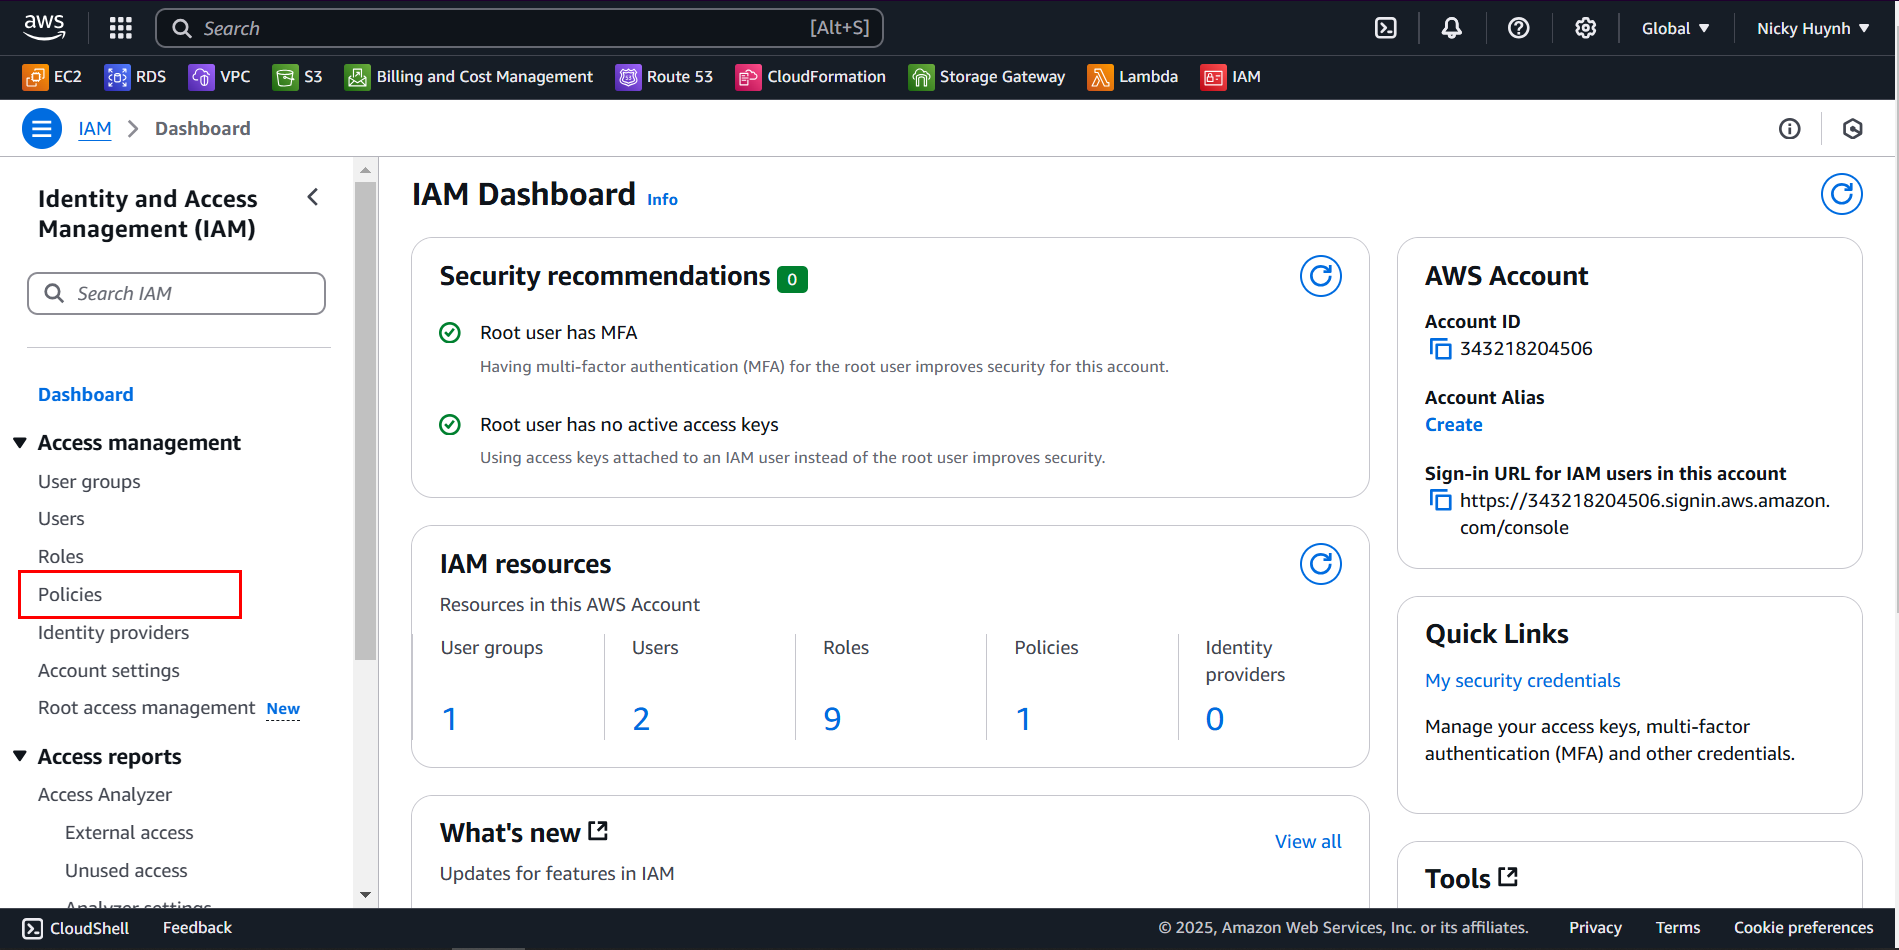 aws
Search [Alt+S]
Global ▼ Nicky Huynh ▼
EC2 RDS VPC S3 Billing and Cost Management Route 53 CloudFormation Storage Gateway Lambda IAM
IAM > Dashboard
Identity and Access
Management (IAM)
Search IAM
Dashboard
Access management
User groups
Users
Roles
Policies
Identity providers
Account settings
Root access management New
Access reports
Access Analyzer
External access
Unused access
Analyzer settings
IAM Dashboard Info
Security recommendations 0
Root user has MFA
Having multi-factor authentication (MFA) for the root user improves security for this account.
Root user has no active access keys
Using access keys attached to an IAM user instead of the root user improves security.
IAM resources
Resources in this AWS Account
User groups
1
Users
2
Roles
9
Policies
1
Identity
providers
0
What's new
View all
Updates for features in IAM
AWS Account
Account ID
343218204506
Account Alias
Create
Sign-in URL for IAM users in this account
https://343218204506.signin.aws.amazon.
com/console
Quick Links
My security credentials
Manage your access keys, multi-factor
authentication (MFA) and other credentials.
Tools
CloudShell Feedback © 2025, Amazon Web Services, Inc. or its affiliates. Privacy Terms Cookie preferences